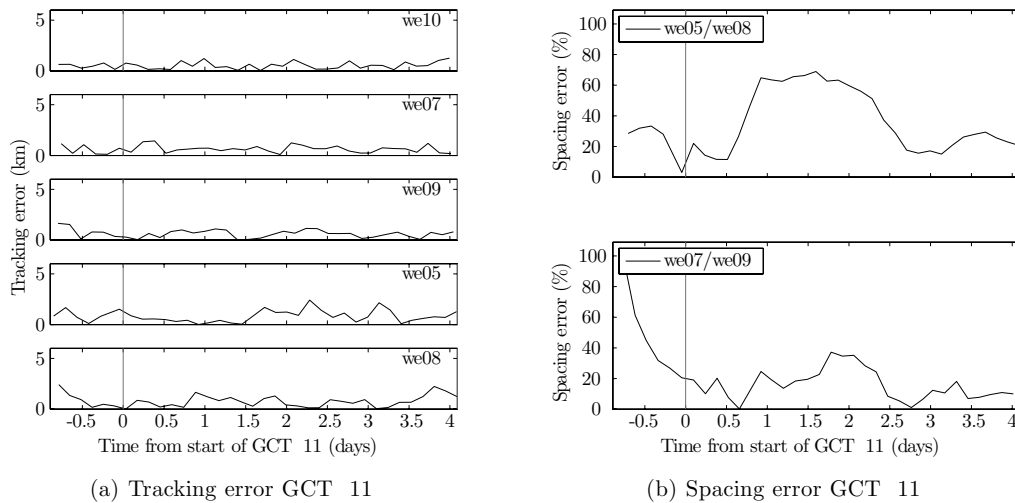 we10
5
0
we07
5
0
we09
5
0
we05
5
0
we08
5
0
Tracking error (km)
-0.5 0 0.5 1 1.5 2 2.5 3 3.5 4
Time from start of GCT 11 (days)
(a) Tracking error GCT 11
we05/we08
100
80
60
40
20
0
Spacing error (%)
we07/we09
100
80
60
40
20
0
Spacing error (%)
-0.5 0 0.5 1 1.5 2 2.5 3 3.5 4
Time from start of GCT 11 (days)
(b) Spacing error GCT 11